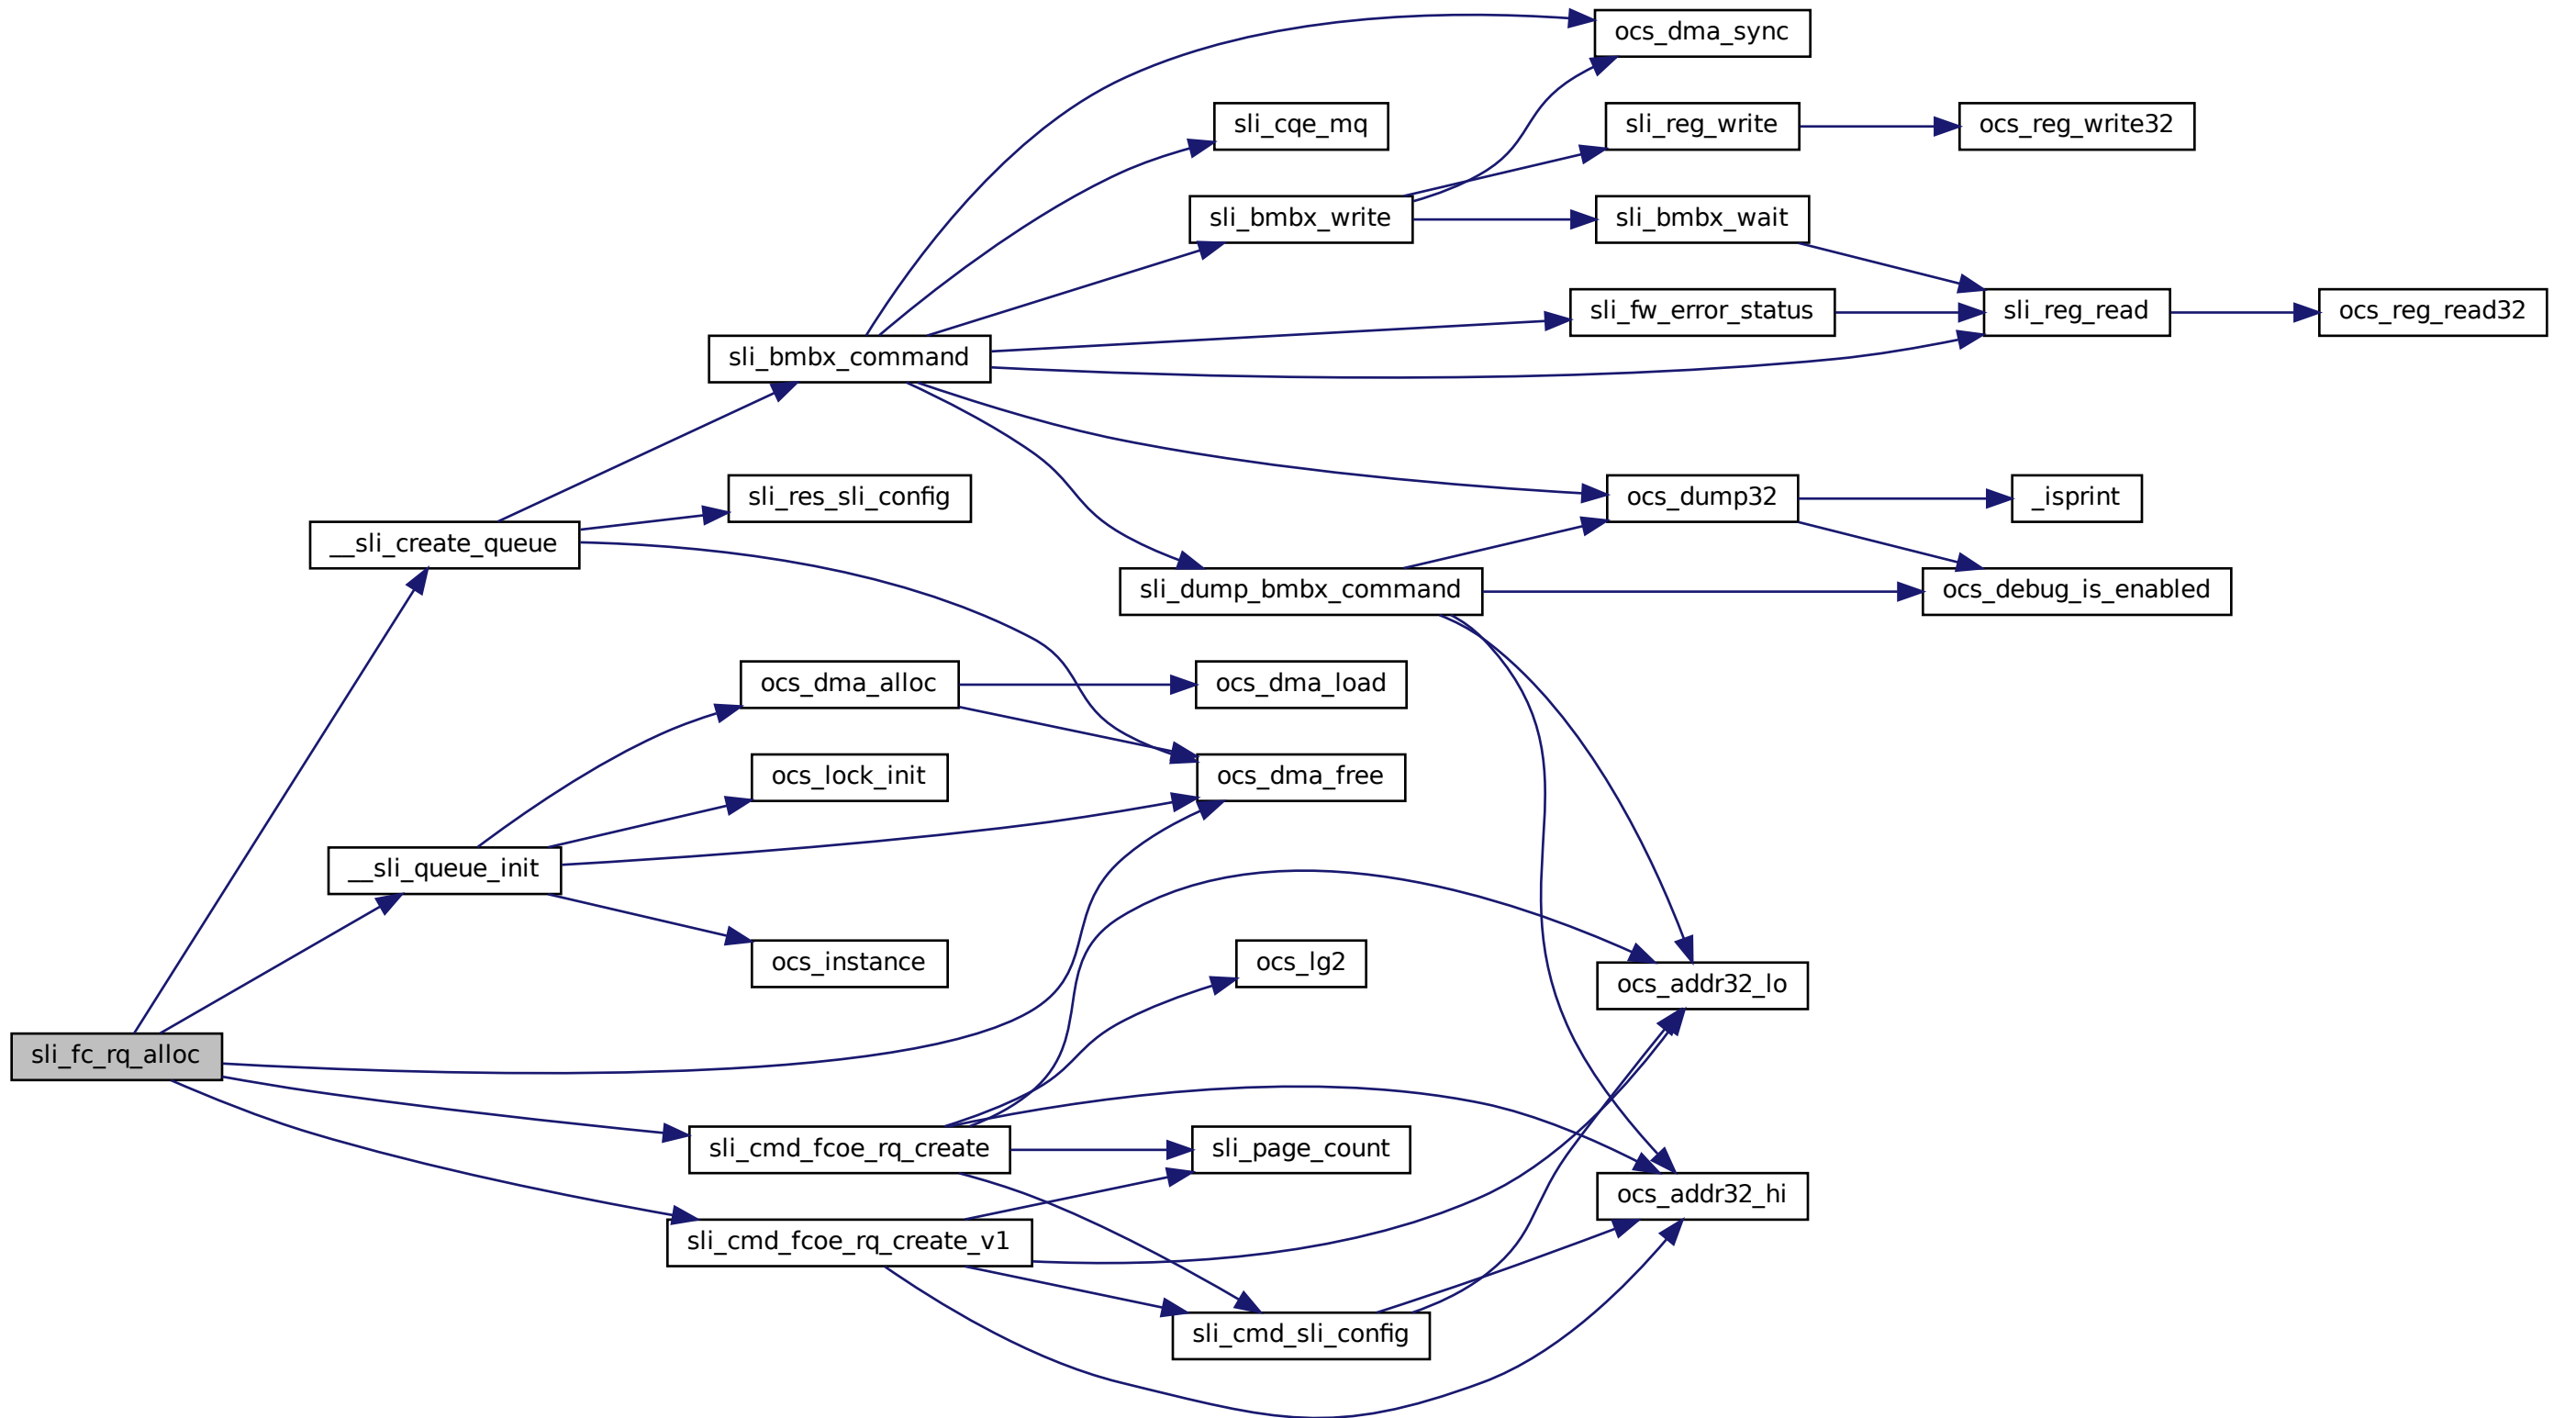 ocs_dma_sync
sli_cqe_mq
sli_reg_write
ocs_reg_write32
sli_bmbx_write
sli_bmbx_wait
sli_fw_error_status
sli_reg_read
ocs_reg_read32
sli_bmbx_command
sli_res_sli_config
ocs_dump32
_isprint
__sli_create_queue
sli_dump_bmbx_command
ocs_debug_is_enabled
ocs_dma_alloc
ocs_dma_load
ocs_lock_init
ocs_dma_free
__sli_queue_init
ocs_instance
ocs_lg2
ocs_addr32_lo
sli_fc_rq_alloc
sli_cmd_fcoe_rq_create
sli_page_count
ocs_addr32_hi
sli_cmd_fcoe_rq_create_v1
sli_cmd_sli_config